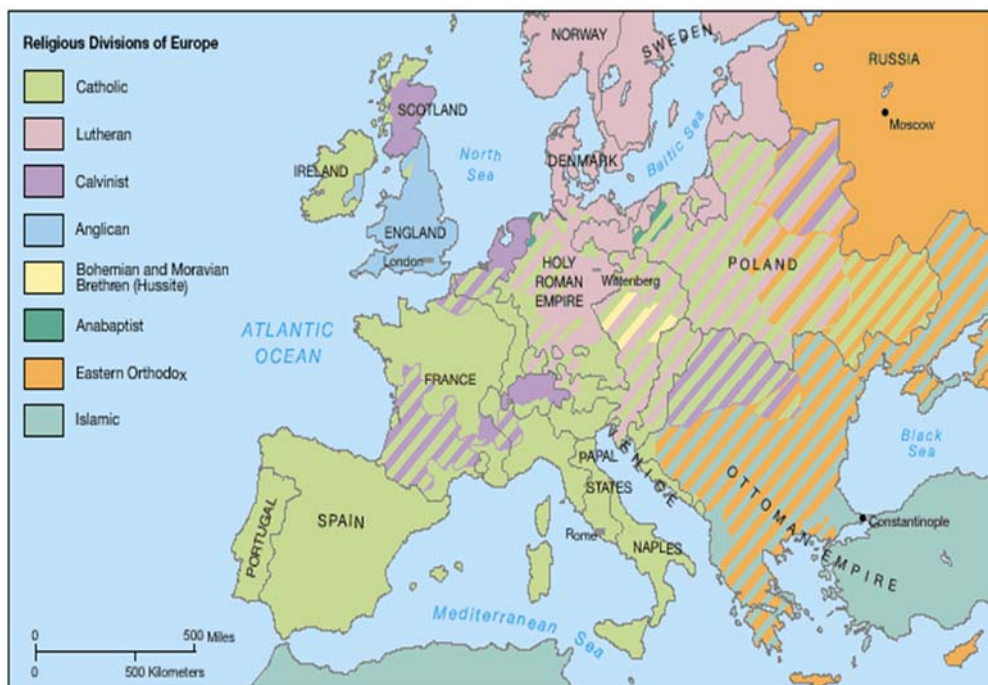 Religious Divisions of Europe
Catholic
Lutheran
Calvinist
Anglican
Bohemian and Moravian
Brethren (Hussite)
Anabaptist
Eastern Orthodox
Islamic
NORWAY
SWEDEN
RUSSIA
Moscow
SCOTLAND
North
Sea
Baltic Sea
DENMARK
IRELAND
ENGLAND
London
HOLY
ROMAN
EMPIRE
Wittenberg
POLAND
ATLANTIC
OCEAN
FRANCE
VENICE
PAPAL
STATES
Rome
NAPLES
Black
Sea
OTTOMAN EMPIRE
Constantinople
PORTUGAL
SPAIN
Mediterranean Sea
0 500 Miles
0 500 Kilometers